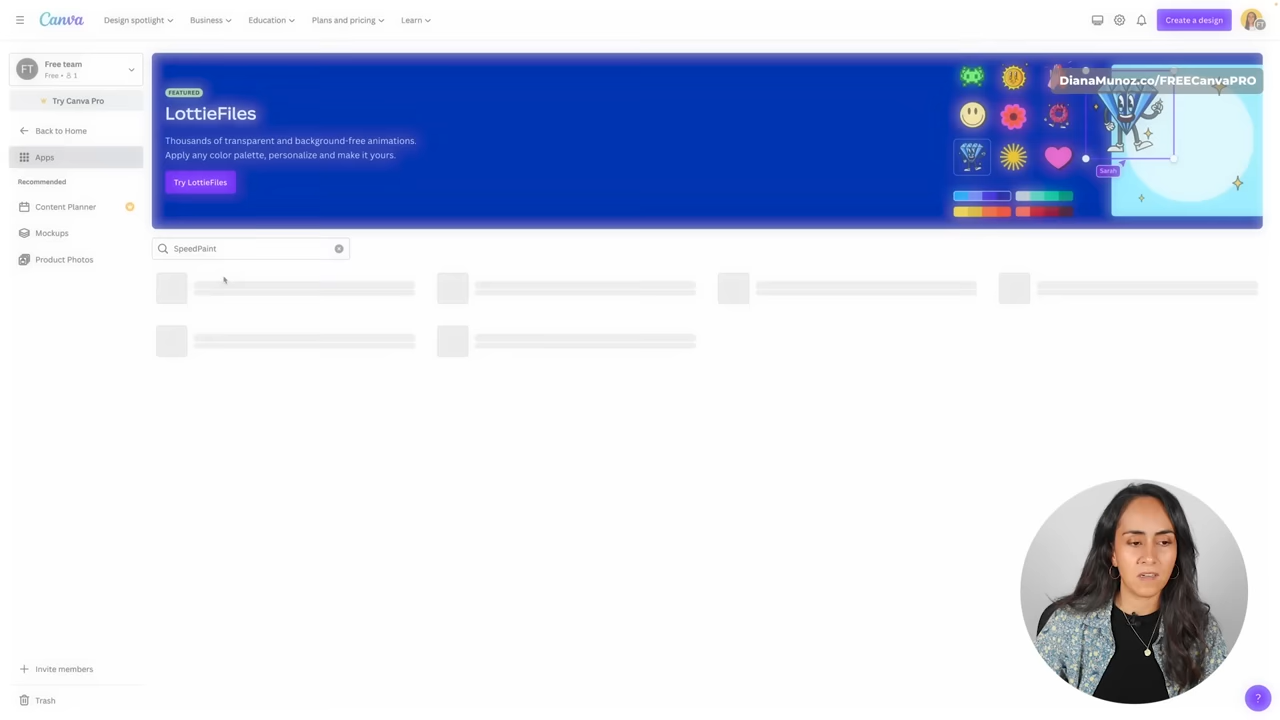 Canva
Design spotlight
Business
Education
Plans and pricing
Learn
Create a design
FT
FT
Free team
Free • 1
Try Canva Pro
Back to Home
Apps
Recommended
Content Planner
Mockups
Product Photos
FEATURED
LottieFiles
Thousands of transparent and background-free animations.
Apply any color palette, personalize and make it yours.
Try LottieFiles
DianaMunoz.co/FREECanvaPRO
Sarah
SpeedPaint
Invite members
Trash
?